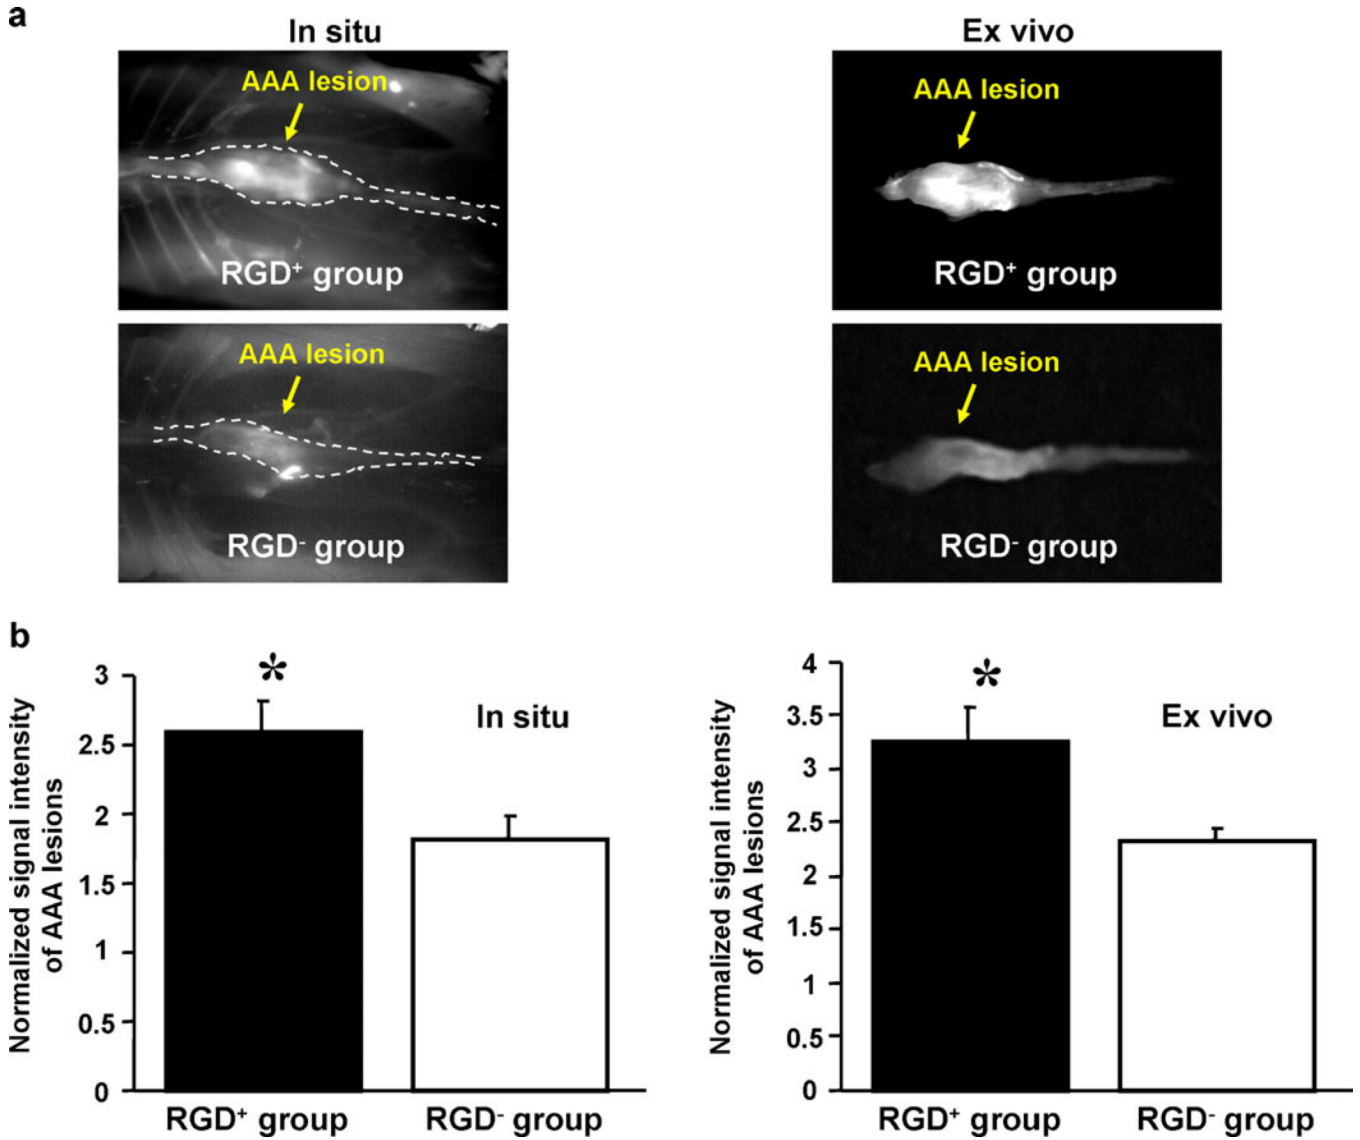 a
In situ
Ex vivo
AAA lesion
RGD⁺ group
AAA lesion
RGD⁺ group
AAA lesion
RGD⁻ group
AAA lesion
RGD⁻ group
b
Normalized signal intensity
of AAA lesions
3
2.5
2
1.5
1
0.5
0
*
In situ
RGD⁺ group
RGD⁻ group
Normalized signal intensity
of AAA lesions
4
3.5
3
2.5
2
1.5
1
0.5
0
*
Ex vivo
RGD⁺ group
RGD⁻ group